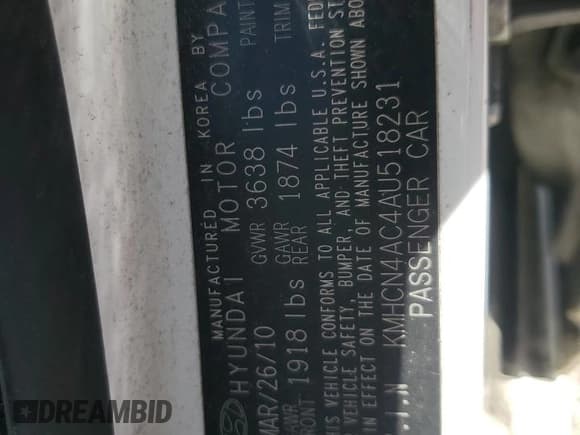 MANUFACTURED IN KOREA BY
HYUNDAI MOTOR COMPA
MAR/26/10 GVWR 3638 lbs PAINT
GAWR FRONT 1918 lbs GAWR REAR 1874 lbs TRIM
THIS VEHICLE CONFORMS TO ALL APPLICABLE U.S.A. FED
VEHICLE SAFETY, BUMPER, AND THEFT PREVENTION ST
IN EFFECT ON THE DATE OF MANUFACTURE SHOWN ABO
V.I.N KMHCN4AC4AU518231
PASSENGER CAR
DREAMBID